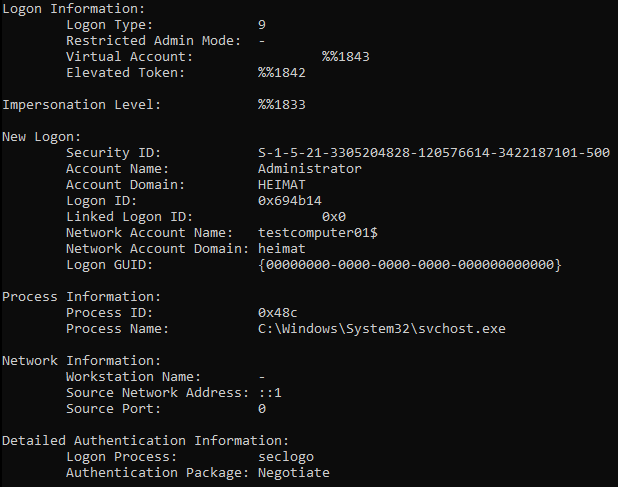 Logon Information:
Logon Type: 9
Restricted Admin Mode: -
Virtual Account: %%1843
Elevated Token: %%1842
Impersonation Level: %%1833
New Logon:
Security ID: S-1-5-21-3305204828-120576614-3422187101-500
Account Name: Administrator
Account Domain: HEIMAT
Logon ID: 0x694b14
Linked Logon ID: 0x0
Network Account Name: testcomputer01$
Network Account Domain: heimat
Logon GUID: {00000000-0000-0000-0000-000000000000}
Process Information:
Process ID: 0x48c
Process Name: C:\Windows\System32\svchost.exe
Network Information:
Workstation Name: -
Source Network Address: ::1
Source Port: 0
Detailed Authentication Information:
Logon Process: seclogo
Authentication Package: Negotiate